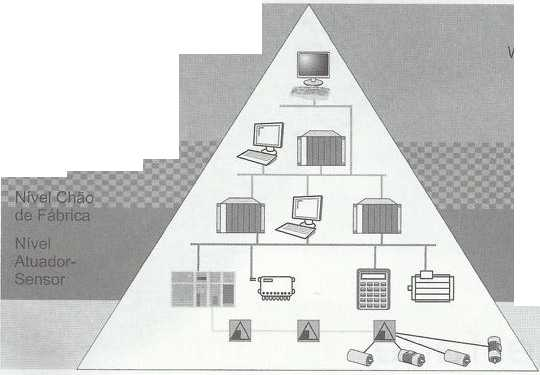 Nível Chão
de Fábrica
Nível
Atuador-
Sensor